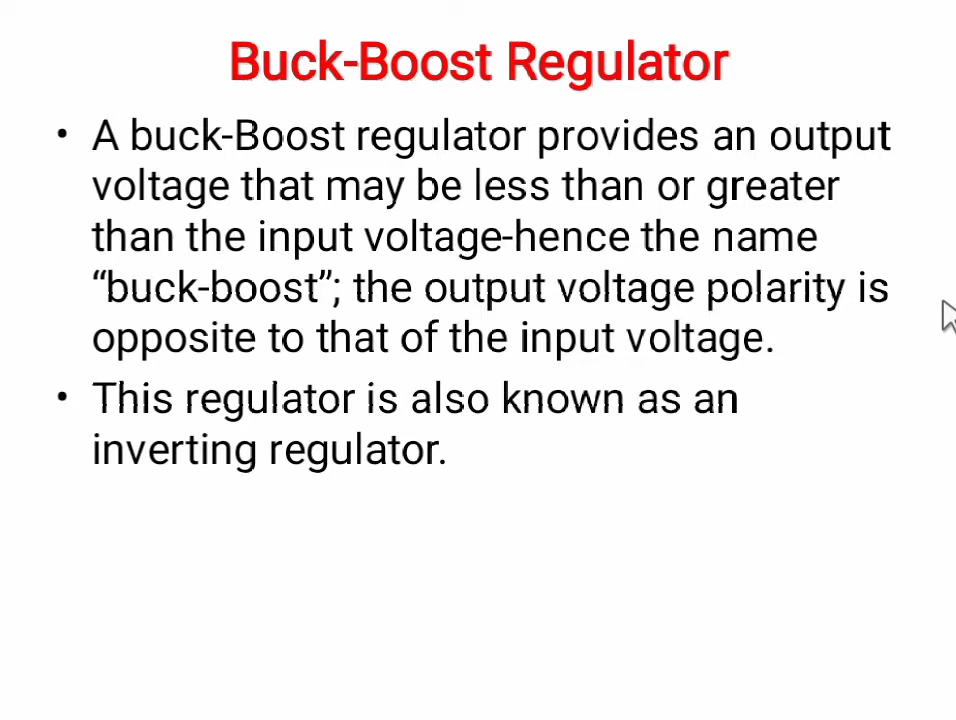 Buck-Boost Regulator
• A buck-Boost regulator provides an output
voltage that may be less than or greater
than the input voltage-hence the name
“buck-boost”; the output voltage polarity is
opposite to that of the input voltage.
• This regulator is also known as an
inverting regulator.